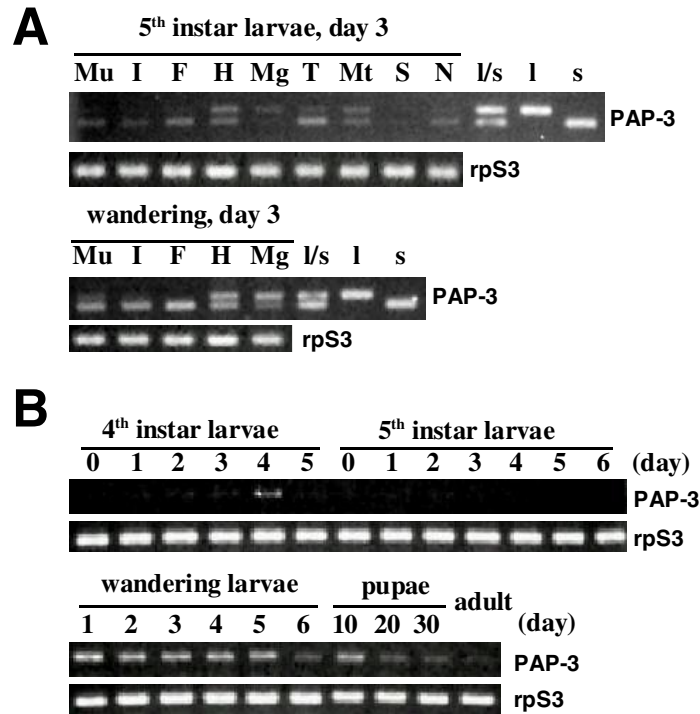 A
5th instar larvae, day 3
Mu I F H Mg T Mt S N l/s l s
PAP-3
rpS3
wandering, day 3
Mu I F H Mg l/s l s
PAP-3
rpS3
B
4th instar larvae 5th instar larvae
0 1 2 3 4 5 0 1 2 3 4 5 6 (day)
PAP-3
rpS3
wandering larvae pupae adult
1 2 3 4 5 6 10 20 30 (day)
PAP-3
rpS3